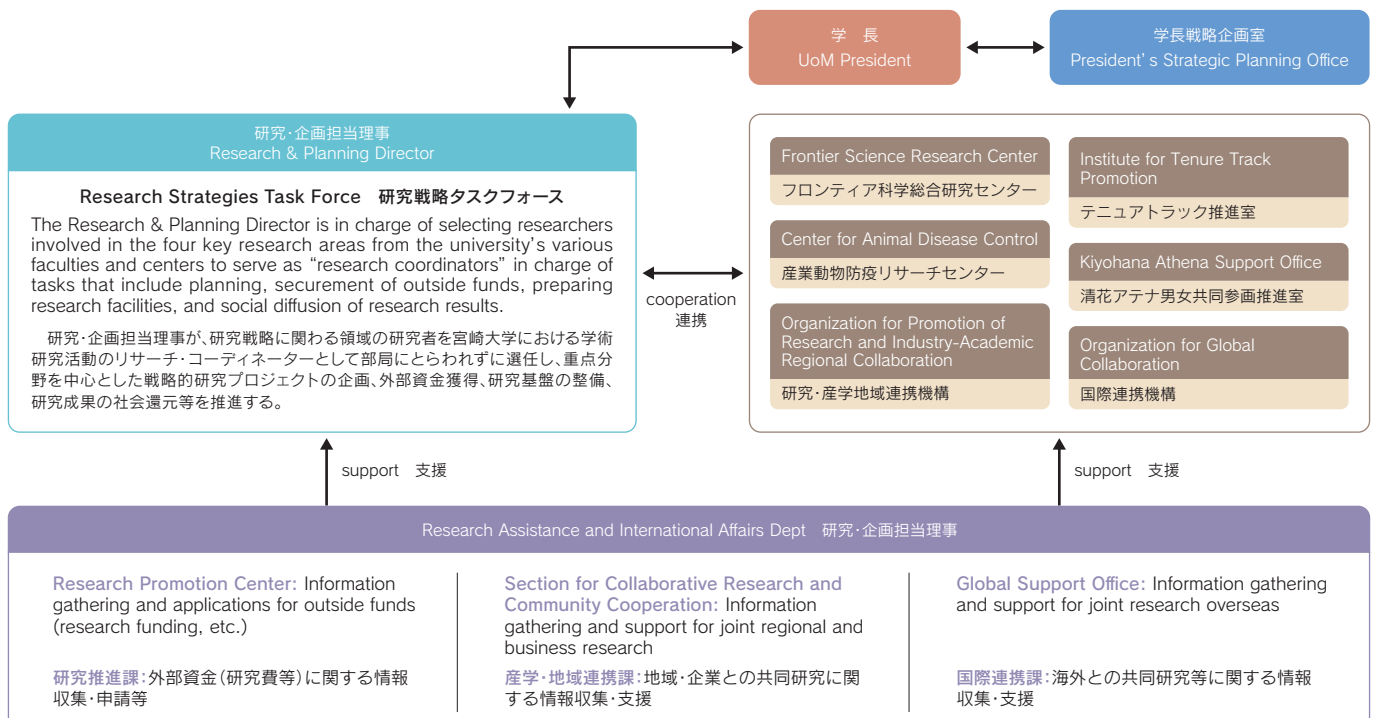 学 長
UoM President
学長戦略企画室
President's Strategic Planning Office
研究・企画担当理事
Research & Planning Director
Research Strategies Task Force 研究戦略タスクフォース
The Research & Planning Director is in charge of selecting researchers
involved in the four key research areas from the university's various
faculties and centers to serve as “research coordinators” in charge of
tasks that include planning, securement of outside funds, preparing
research facilities, and social diffusion of research results.
研究・企画担当理事が、研究戦略に関わる領域の研究者を宮崎大学における学術
研究活動のリサーチ・コーディネーターとして部局にとらわれずに選任し、重点分
野を中心とした戦略的研究プロジェクトの企画、外部資金獲得、研究基盤の整備、
研究成果の社会還元等を推進する。
cooperation
連携
Frontier Science Research Center
フロンティア科学総合研究センター
Center for Animal Disease Control
産業動物防疫リサーチセンター
Organization for Promotion of
Research and Industry-Academic
Regional Collaboration
研究・産学地域連携機構
Institute for Tenure Track
Promotion
テニュアトラック推進室
Kiyohana Athena Support Office
清花アテナ男女共同参画推進室
Organization for Global
Collaboration
国際連携機構
support 支援
support 支援
Research Assistance and International Affairs Dept 研究・企画担当理事
Research Promotion Center: Information
gathering and applications for outside funds
(research funding, etc.)
研究推進課:外部資金(研究費等)に関する情報
収集・申請等
Section for Collaborative Research and
Community Cooperation: Information
gathering and support for joint regional and
business research
産学・地域連携課:地域・企業との共同研究に関
する情報収集・支援
Global Support Office: Information gathering
and support for joint research overseas
国際連携課:海外との共同研究等に関する情報
収集・支援